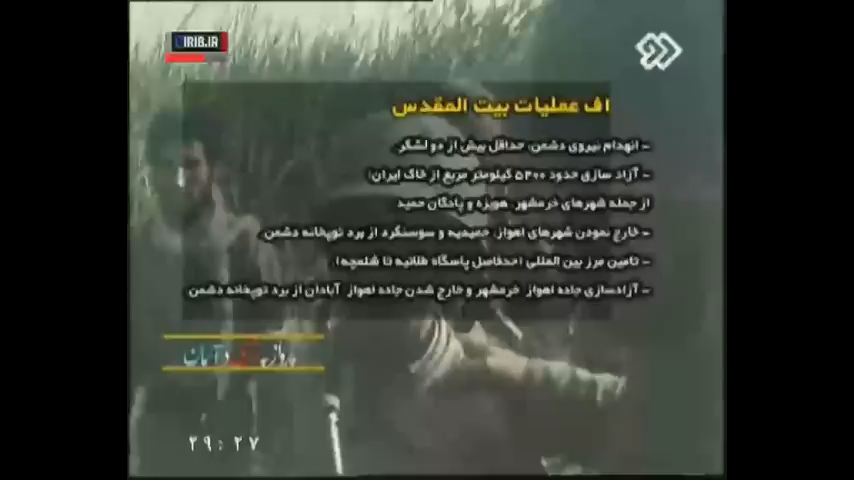 IRIB.IR
اف عملیات بیت المقدس
- انهدام نیروی دشمن، حداقل بیش از دو لشگر.
- آزاد سازی حدود ۵۴۰۰ کیلومتر مربع از خاک ایران؛
از جمله شهرهای خرمشهر، هویزه و پادگان حمید
- خارج نمودن شهرهای اهواز، حمیدیه و سوسنگرد از برد توپخانه دشمن
- تامین مرز بین المللی (حدفاصل پاسگاه طلائیه تا شلمچه)
- آزادسازی جاده اهواز خرمشهر و خارج شدن جاده اهواز آبادان از برد توپخانه دشمن
۲۹:۲۷